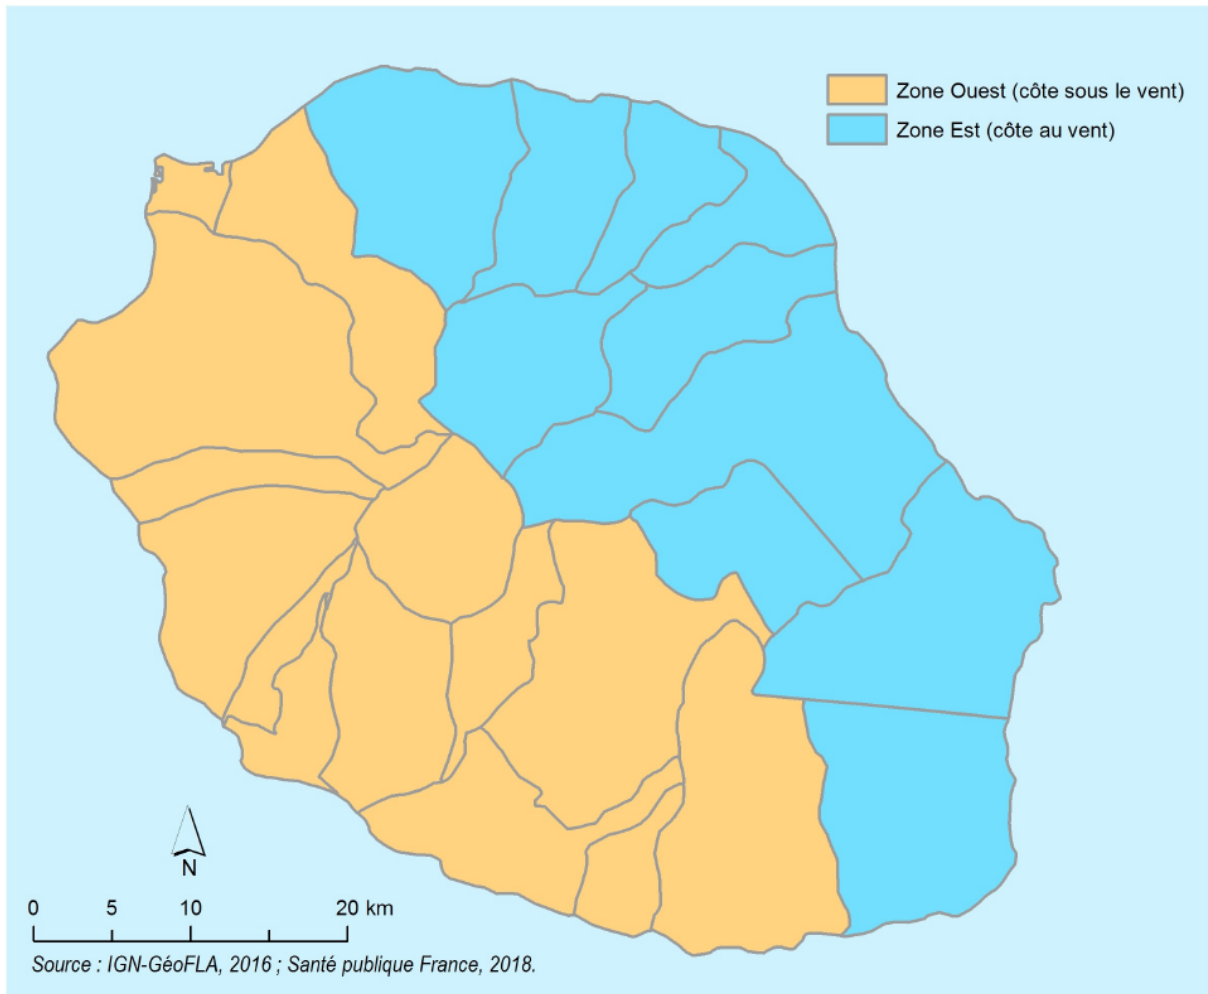 Zone Ouest (côte sous le vent)
Zone Est (côte au vent)
N
0 5 10 20 km
Source : IGN-GéoFLA, 2016 ; Santé publique France, 2018.